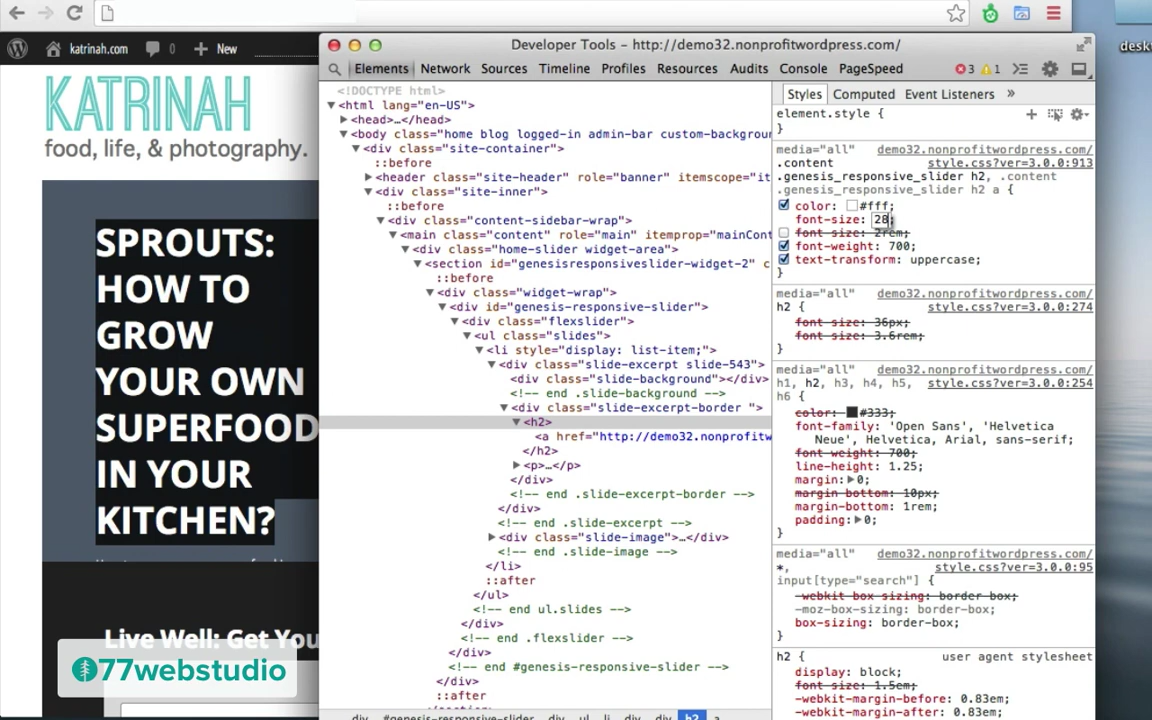 katrinah.com 0 New
KATRINAH
food, life, & photography.
SPROUTS:
HOW TO
GROW
YOUR OWN
SUPERFOOD
IN YOUR
KITCHEN?
Live Well: Get You
77webstudio
Developer Tools - http://demo32.nonprofitwordpress.com/
Elements Network Sources Timeline Profiles Resources Audits Console PageSpeed 3 1
<!DOCTYPE html>
<html lang="en-US">
<head>…</head>
<body class="home blog logged-in admin-bar custom-backgrou
<div class="site-container">
::before
<header class="site-header" role="banner" itemscope="it
<div class="site-inner">
::before
<div class="content-sidebar-wrap">
<main class="content" role="main" itemprop="mainCont
<div class="home-slider widget-area">
<section id="genesisresponsiveslider-widget-2" c
::before
<div class="widget-wrap">
<div id="genesis-responsive-slider">
<div class="flexslider">
<ul class="slides">
<li style="display: list-item;">
<div class="slide-excerpt slide-543">
<div class="slide-background"></div>
<!-- end .slide-background -->
<div class="slide-excerpt-border ">
<h2>
<a href="http://demo32.nonprofitw
</h2>
<p>…</p>
</div>
<!-- end .slide-excerpt-border -->
</div>
<!-- end .slide-excerpt -->
<div class="slide-image">…</div>
<!-- end .slide-image -->
</li>
::after
</ul>
<!-- end ul.slides -->
</div>
<!-- end .flexslider -->
</div>
<!-- end #genesis-responsive-slider -->
</div>
::after
div #genesis-responsive-slider div ul li div div h2 a
Styles Computed Event Listeners »
element.style {
}
media="all" demo32.nonprofitwordpress.com/
.content style.css?ver=3.0.0:913
.genesis_responsive_slider h2, .content
.genesis_responsive_slider h2 a {
color: #fff;
font-size: 28;
font-size: 2rem;
font-weight: 700;
text-transform: uppercase;
}
media="all" demo32.nonprofitwordpress.com/
h2 { style.css?ver=3.0.0:274
font-size: 36px;
font-size: 3.6rem;
}
media="all" demo32.nonprofitwordpress.com/
h1, h2, h3, h4, h5, style.css?ver=3.0.0:254
h6 {
color: #333;
font-family: 'Open Sans', 'Helvetica
Neue', Helvetica, Arial, sans-serif;
font-weight: 700;
line-height: 1.25;
margin: 0;
margin-bottom: 10px;
margin-bottom: 1rem;
padding: 0;
}
media="all" demo32.nonprofitwordpress.com/
*, style.css?ver=3.0.0:95
input[type="search"] {
-webkit-box-sizing: border-box;
-moz-box-sizing: border-box;
box-sizing: border-box;
}
h2 { user agent stylesheet
display: block;
font-size: 1.5em;
-webkit-margin-before: 0.83em;
-webkit-margin-after: 0.83em;